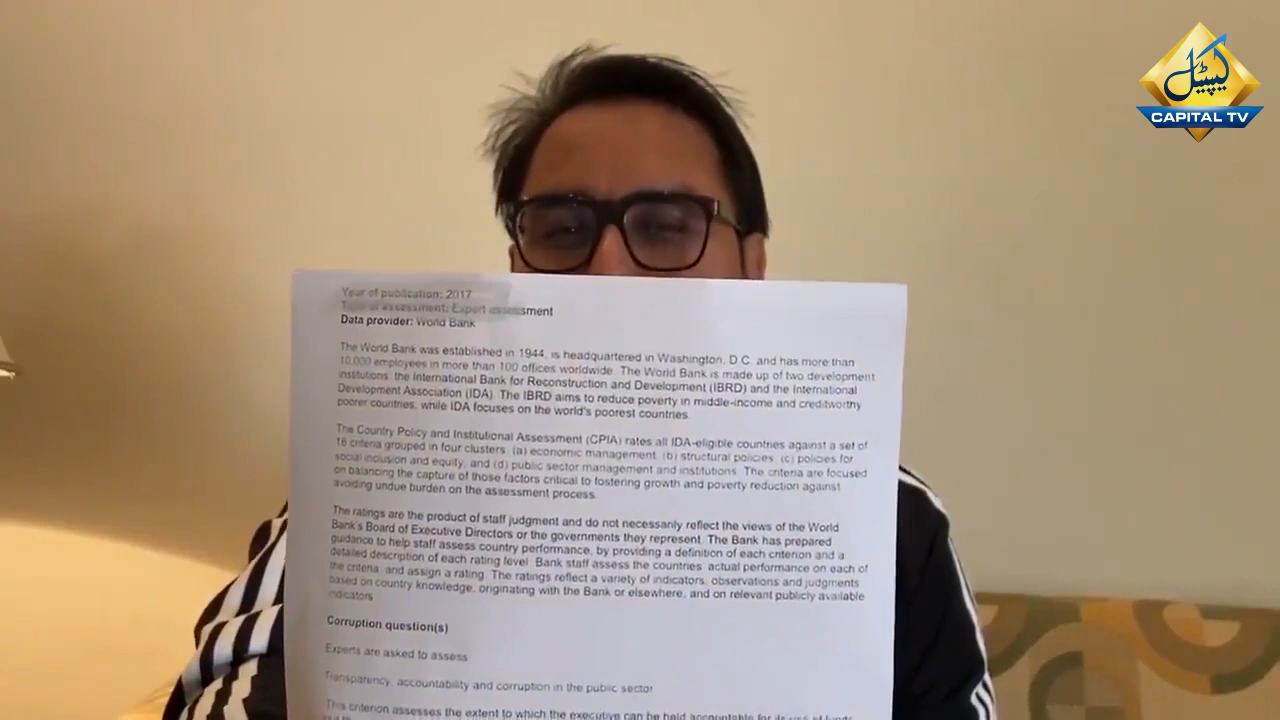 کیپیٹل
CAPITAL TV
Year of publication: 2017
Type of assessment: Expert assessment
Data provider: World Bank
The World Bank was established in 1944, is headquartered in Washington, D.C. and has more than
10,000 employees in more than 100 offices worldwide. The World Bank is made up of two development
institutions: the International Bank for Reconstruction and Development (IBRD) and the International
Development Association (IDA). The IBRD aims to reduce poverty in middle-income and creditworthy
poorer countries, while IDA focuses on the world's poorest countries.
The Country Policy and Institutional Assessment (CPIA) rates all IDA-eligible countries against a set of
16 criteria grouped in four clusters: (a) economic management, (b) structural policies, (c) policies for
social inclusion and equity, and (d) public sector management and institutions. The criteria are focused
on balancing the capture of those factors critical to fostering growth and poverty reduction against
avoiding undue burden on the assessment process.
The ratings are the product of staff judgment and do not necessarily reflect the views of the World
Bank's Board of Executive Directors or the governments they represent. The Bank has prepared
guidance to help staff assess country performance, by providing a definition of each criterion and a
detailed description of each rating level. Bank staff assess the countries' actual performance on each of
the criteria, and assign a rating. The ratings reflect a variety of indicators, observations and judgments
based on country knowledge, originating with the Bank or elsewhere, and on relevant publicly available
indicators.
Corruption question(s)
Experts are asked to assess
Transparency, accountability and corruption in the public sector
This criterion assesses the extent to which the executive can be held accountable for its use of funds